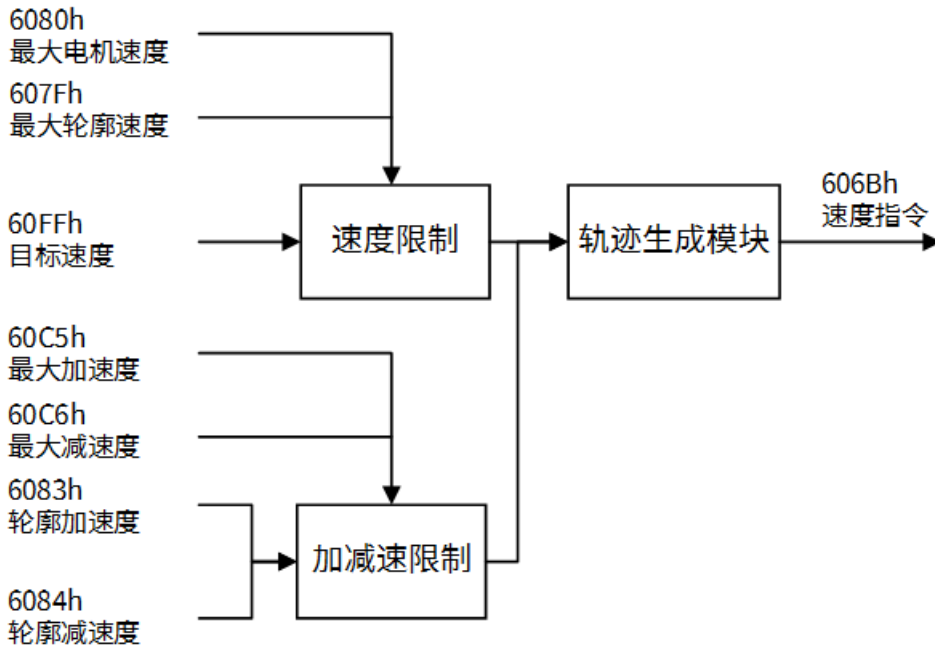 6080h
最大电机速度
607Fh
最大轮廓速度
60FFh
目标速度
速度限制
轨迹生成模块
606Bh
速度指令
60C5h
最大加速度
60C6h
最大减速度
6083h
轮廓加速度
加减速限制
6084h
轮廓减速度